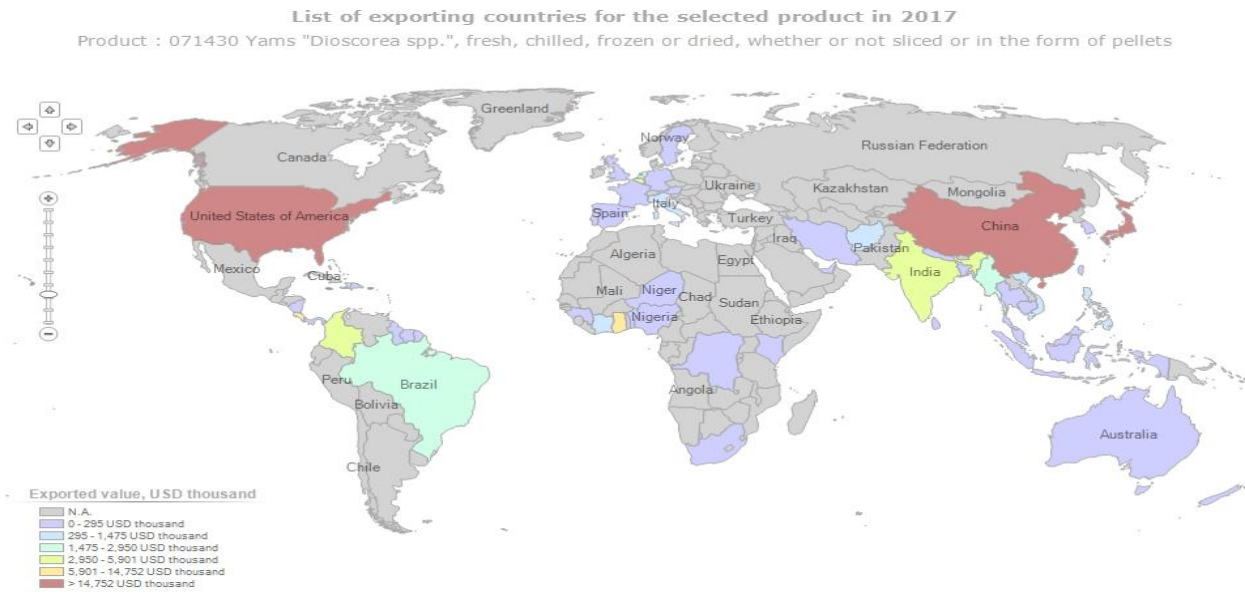 List of exporting countries for the selected product in 2017
Product : 071430 Yams "Dioscorea spp.", fresh, chilled, frozen or dried, whether or not sliced or in the form of pellets
Greenland
Norway
Russian Federation
Canada
Ukraine
Kazakhstan
Mongolia
Italy
Spain
United States of America
Turkey
China
Iraq
Pakistan
Algeria
Egypt
Mexico
Cuba
India
Mali
Niger
Chad
Sudan
Nigeria
Ethiopia
Peru
Brazil
Angola
Bolivia
Australia
Chile
Exported value, USD thousand
N.A.
0 - 295 USD thousand
295 - 1,475 USD thousand
1,475 - 2,950 USD thousand
2,950 - 5,901 USD thousand
5,901 - 14,752 USD thousand
> 14,752 USD thousand